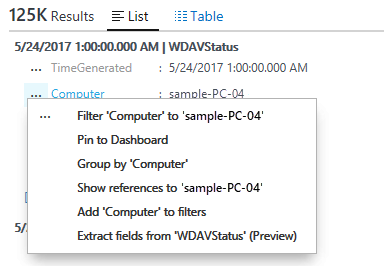 125K Results List Table
5/24/2017 1:00:00.000 AM | WDAVStatus
... TimeGenerated : 5/24/2017 1:00:00.000 AM
... Computer : sample-PC-04
... Filter 'Computer' to 'sample-PC-04'
Pin to Dashboard
Group by 'Computer'
Show references to 'sample-PC-04'
Add 'Computer' to filters
Extract fields from 'WDAVStatus' (Preview)